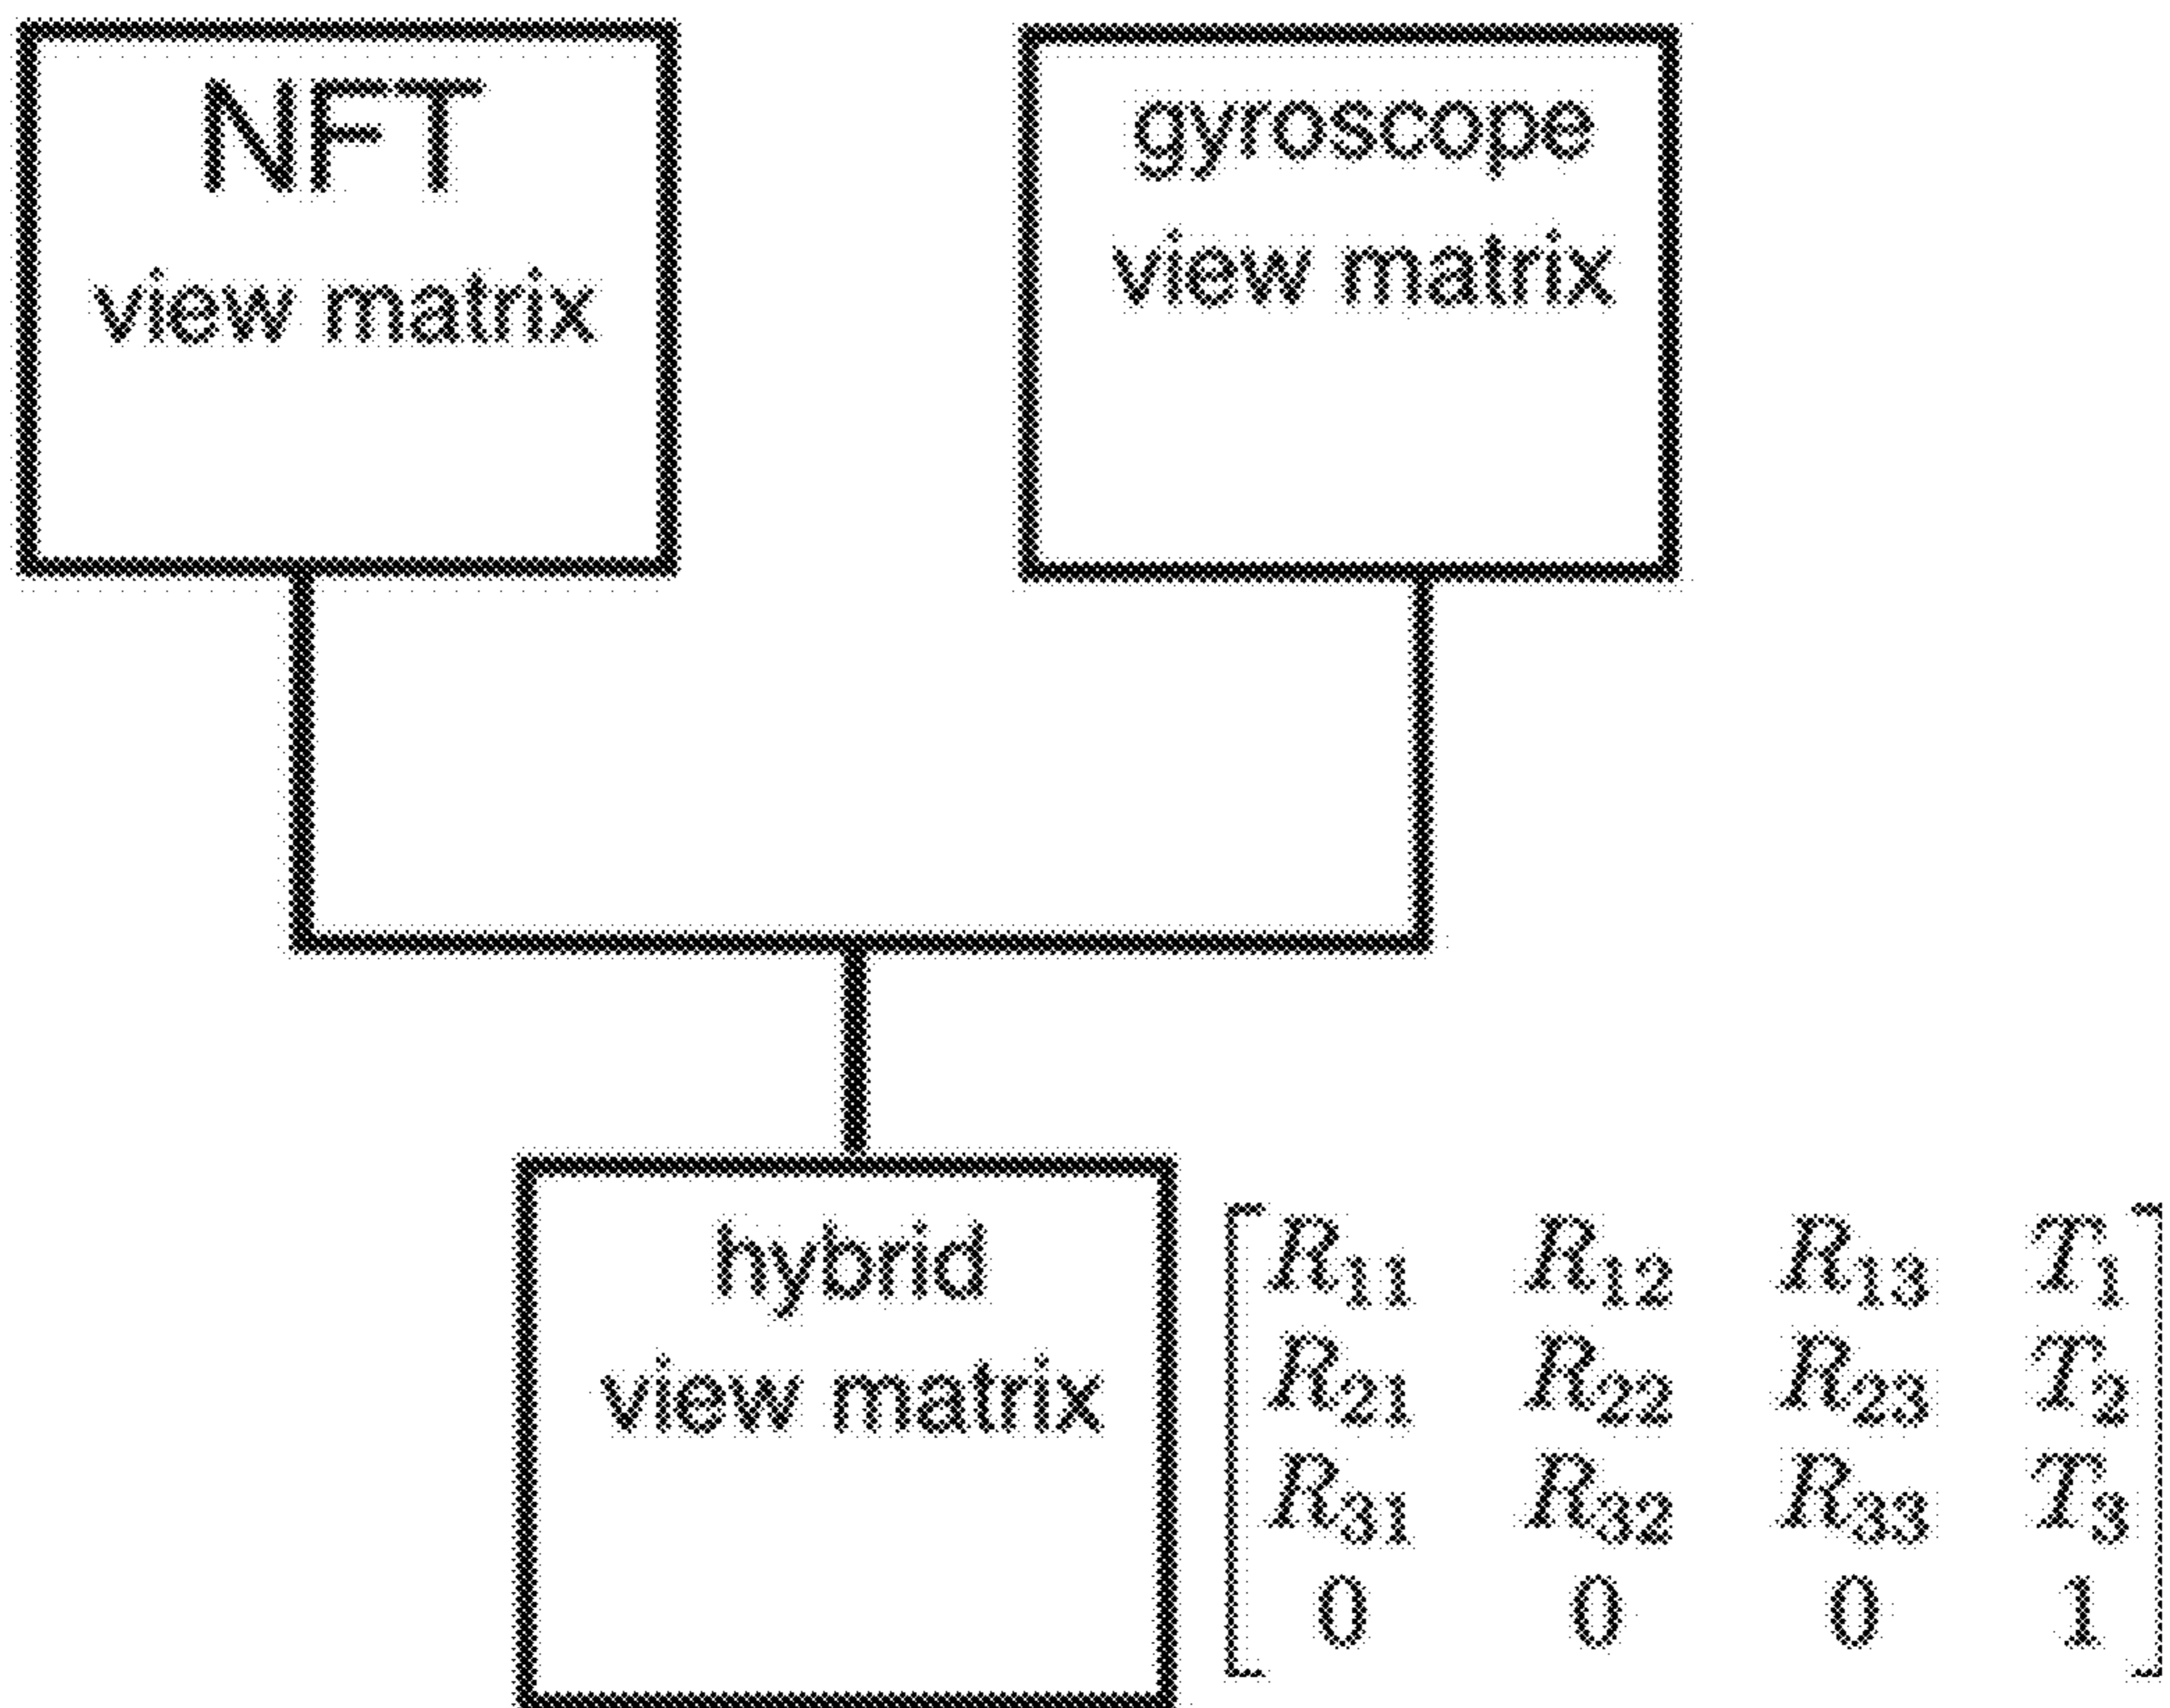 NFT
view matrix
gyroscope
view matrix
hybrid
view matrix
R₁₁ R₁₂ R₁₃ T₁
R₂₁ R₂₂ R₂₃ T₂
R₃₁ R₃₂ R₃₃ T₃
0 0 0 1